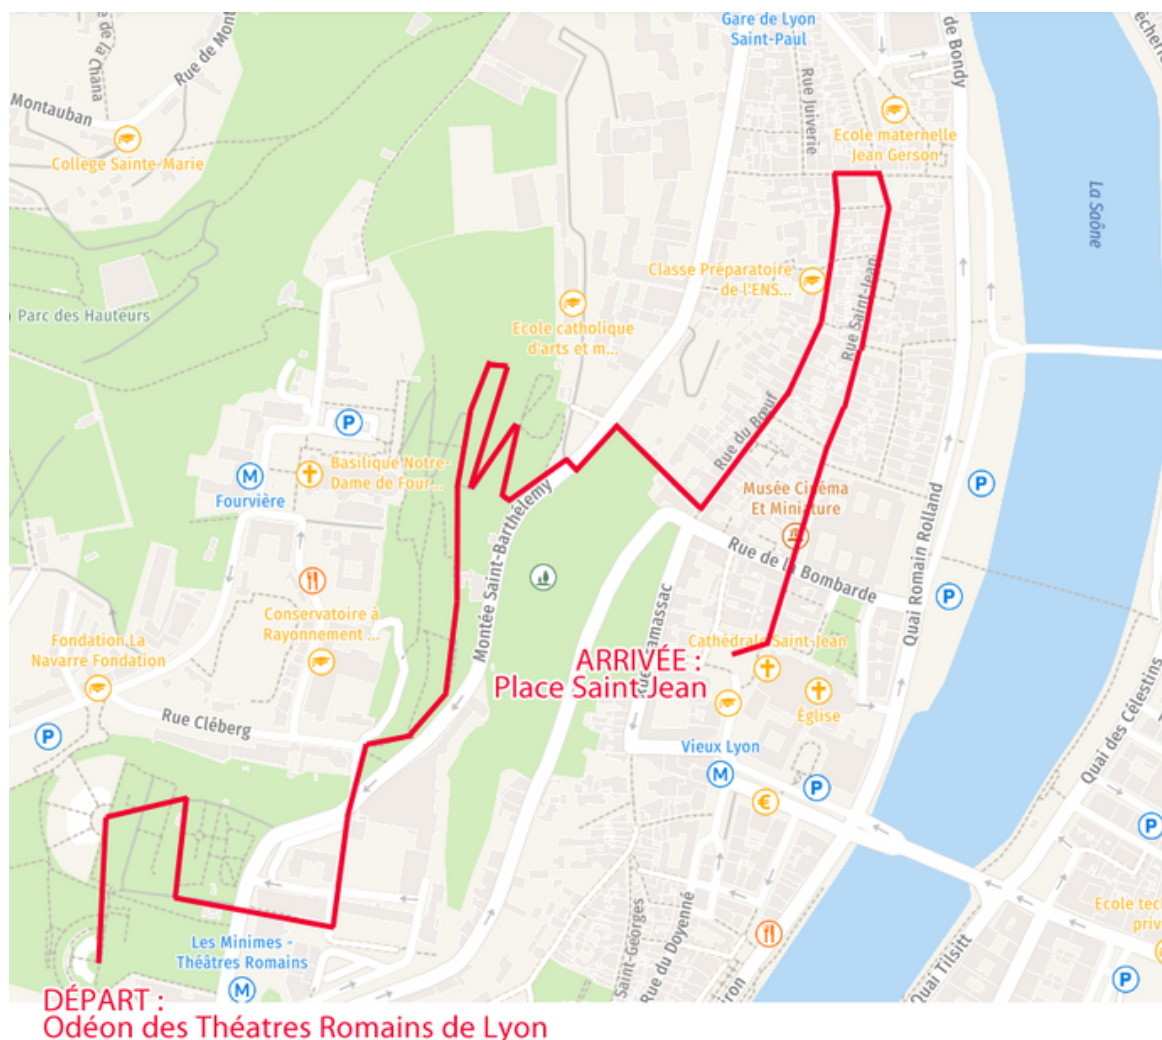 Gare de Lyon
Saint-Paul
de Bondy
de la Chana
Rue de Mont
Montauban
Collège Sainte-Marie
Rue Juiverie
Ecole maternelle
Jean Gerson
La Saône
Parc des Hauteurs
Classe Préparatoire
de l'ENS...
Rue Saint-Jean
Ecole catholique
d'arts et m...
P
Rue du Bœuf
Basilique Notre-
Dame de Four...
M
Fourvière
Montée Saint-Barthélemy
Musée Cinéma
Et Miniature
P
Rue de la Bombarde
Quai Romain Rolland
P
Conservatoire à
Rayonnement ...
Fondation La
Navarre Fondation
Cathédrale Saint-Jean
ARRIVÉE :
Place Saint Jean
Église
Rue Cléberg
P
Vieux Lyon
M
P
€
Quai des Célestins
P
Les Minimes -
Théâtres Romains
M
Saint-Georges
Rue du Doyenné
Quai Tilsitt
Ecole tec
priv
P
DÉPART :
Odéon des Théatres Romains de Lyon